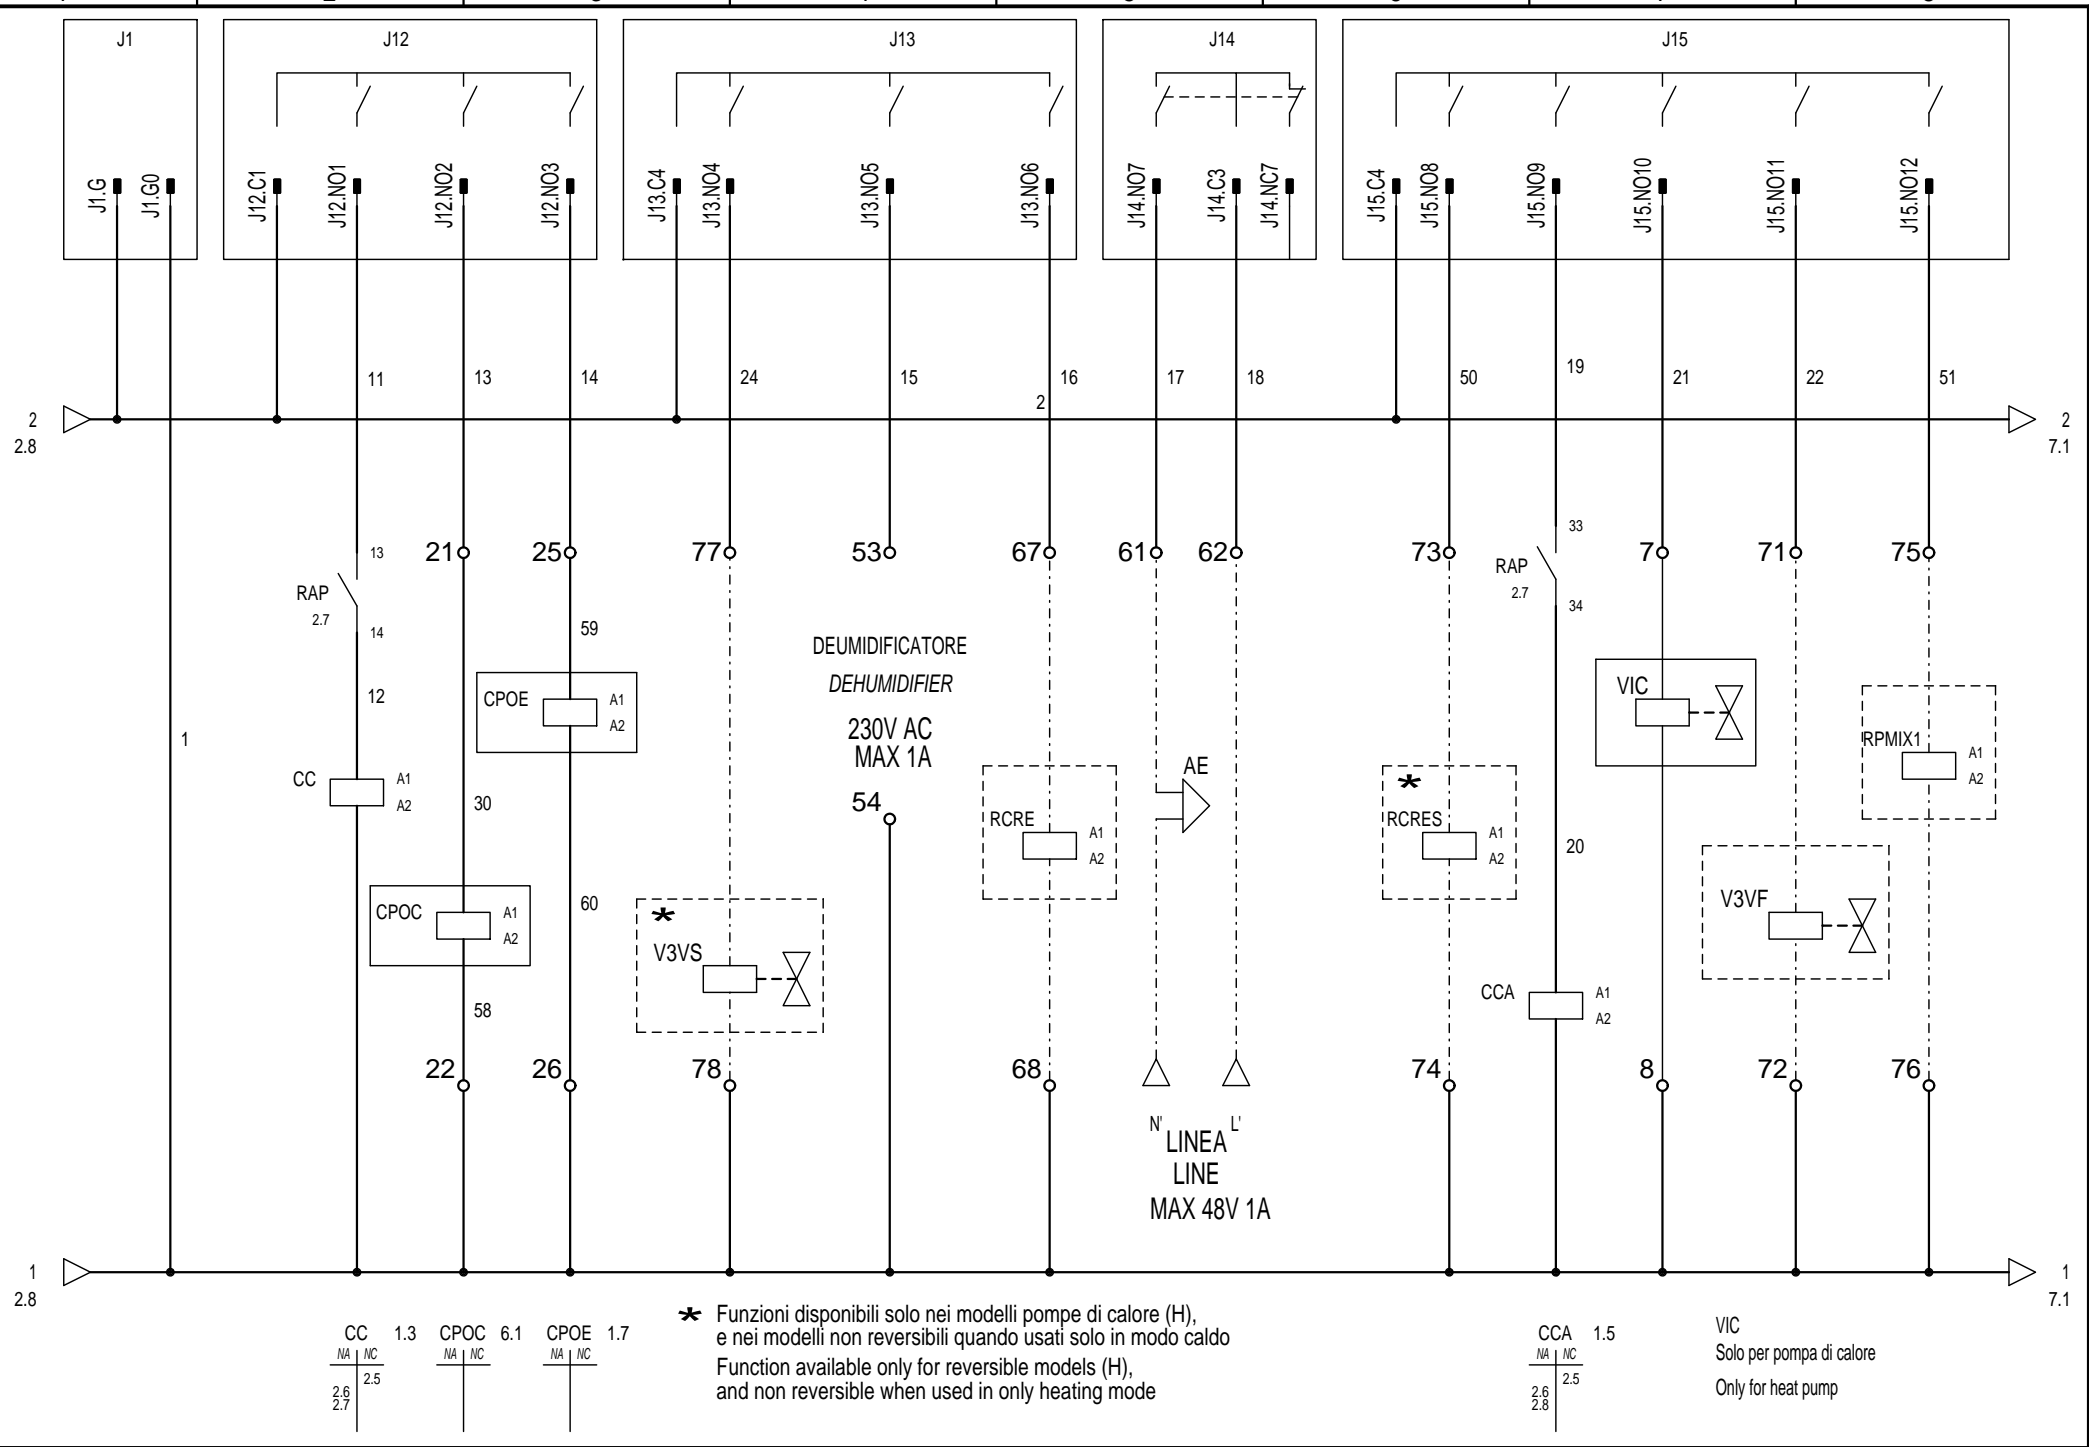 J1 J12 J13 J14 J15
J1.G J1.G0 J12.C1 J12.NO1 J12.NO2 J12.NO3 J13.C4 J13.NO4 J13.NO5 J13.NO6 J14.NO7 J14.C3 J14.NC7 J15.C4 J15.NO8 J15.NO9 J15.NO10 J15.NO11 J15.NO12
11 13 14 24 15 16 17 18 50 19 21 22 51
2
2 2
2.8 7.1
13 33
21 25 77 53 67 61 62 73 7 71 75
RAP RAP
2.7 2.7
14 34
59
DEUMIDIFICATORE
DEHUMIDIFIER
230V AC
MAX 1A
54
12
CPOE A1
A2
VIC
1
RPMIX1 A1
A2
CC A1
A2
30
AE
RCRE A1
A2
*
RCRES A1
A2
20
CPOC A1
A2
60
*
V3VS
V3VF
CCA A1
A2
58
22 26 78 68 74 8 72 76
N' L'
LINEA
LINE
MAX 48V 1A
1 1
2.8 7.1
CC 1.3 CPOC 6.1 CPOE 1.7
NA NC NA NC NA NC
2.5
2.6
2.7
* Funzioni disponibili solo nei modelli pompe di calore (H),
e nei modelli non reversibili quando usati solo in modo caldo
Function available only for reversible models (H),
and non reversible when used in only heating mode
CCA 1.5
NA NC
2.5
2.6
2.8
VIC
Solo per pompa di calore
Only for heat pump